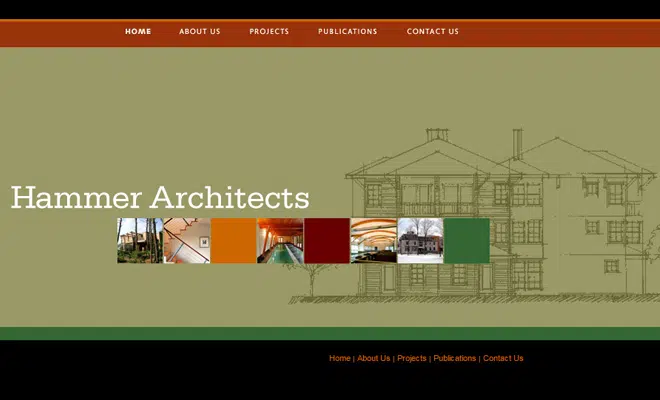 HOME ABOUT US PROJECTS PUBLICATIONS CONTACT US
Hammer Architects
Home | About Us | Projects | Publications | Contact Us